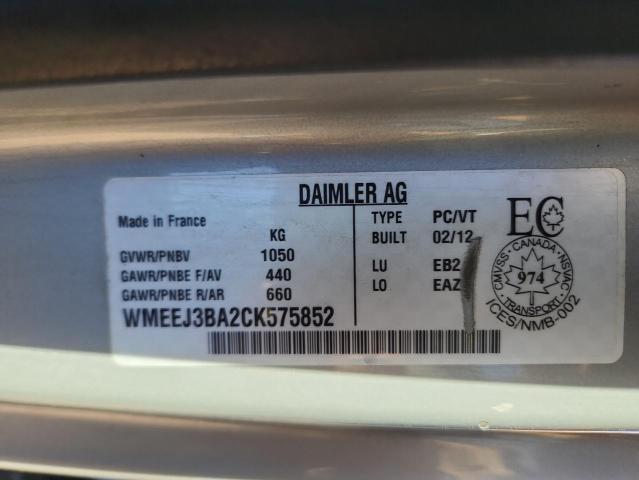 DAIMLER AG
Made in France
KG
GVWR/PNBV 1050
GAWR/PNBE F/AV 440
GAWR/PNBE R/AR 660
WMEEJ3BA2CK575852
TYPE PC/VT
BUILT 02/12
LU EB2
LO EAZ
EC
CMVSS · CANADA · NSVAC
974
· TRANSPORT ·
ICES/NMB-002